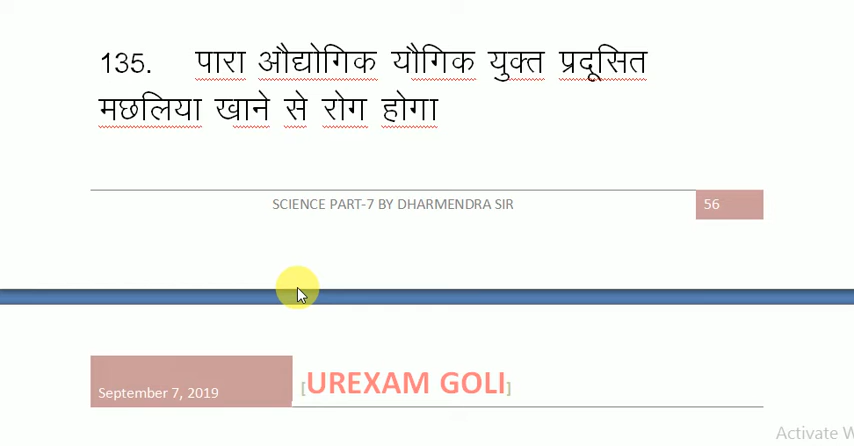 135. पारा औद्योगिक यौगिक युक्त प्रदूसित
मछलिया खाने से रोग होगा
SCIENCE PART-7 BY DHARMENDRA SIR 56
September 7, 2019 [UREXAM GOLI]
Activate W